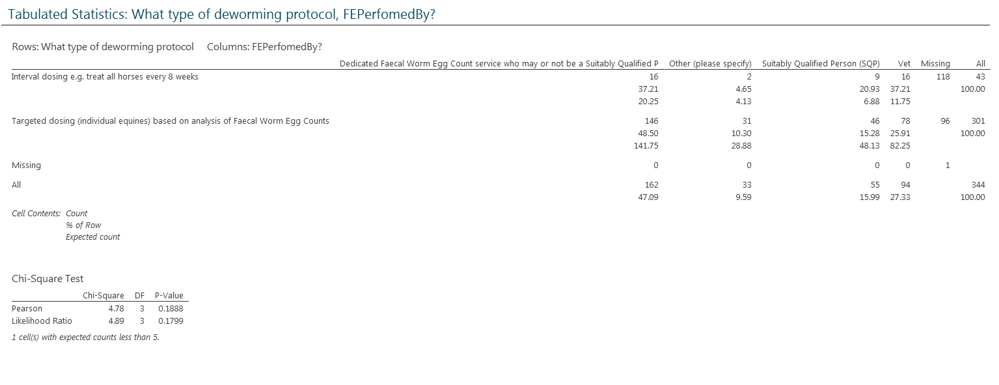 Tabulated Statistics: What type of deworming protocol, FEPerfomedBy?
Rows: What type of deworming protocol Columns: FEPerfomedBy?
Dedicated Faecal Worm Egg Count service who may or not be a Suitably Qualified P Other (please specify) Suitably Qualified Person (SQP) Vet Missing All
Interval dosing e.g. treat all horses every 8 weeks 16 2 9 16 118 43
37.21 4.65 20.93 37.21 100.00
20.25 4.13 6.88 11.75
Targeted dosing (individual equines) based on analysis of Faecal Worm Egg Counts 146 31 46 78 96 301
48.50 10.30 15.28 25.91 100.00
141.75 28.88 48.13 82.25
Missing 0 0 0 0 1
All 162 33 55 94 344
47.09 9.59 15.99 27.33 100.00
Cell Contents: Count
% of Row
Expected count
Chi-Square Test
Chi-Square DF P-Value
Pearson 4.78 3 0.1888
Likelihood Ratio 4.89 3 0.1799
1 cell(s) with expected counts less than 5.